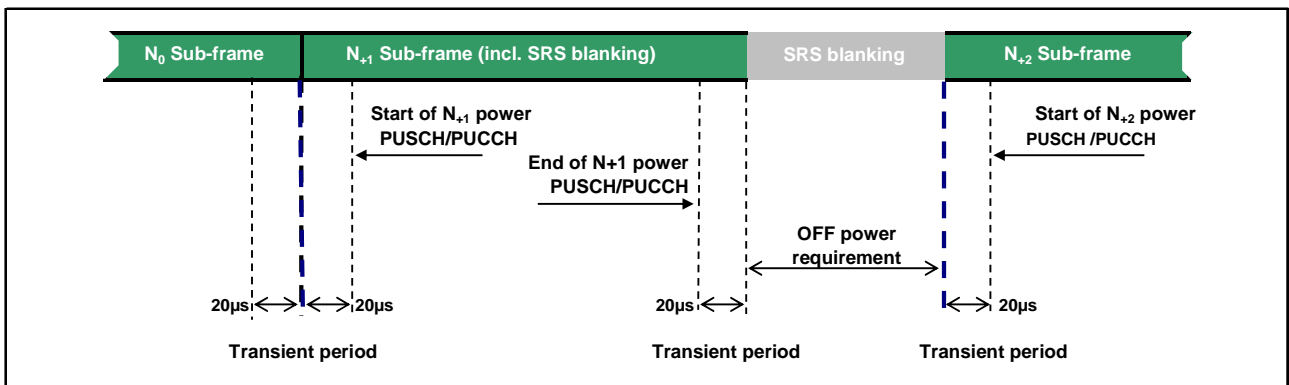 N₀ Sub-frame
N₊₁ Sub-frame (incl. SRS blanking)
SRS blanking
N₊₂ Sub-frame
Start of N₊₁ power
PUSCH/PUCCH
Start of N₊₂ power
PUSCH /PUCCH
End of N+1 power
PUSCH/PUCCH
OFF power
requirement
20µs
20µs
20µs
20µs
Transient period
Transient period
Transient period